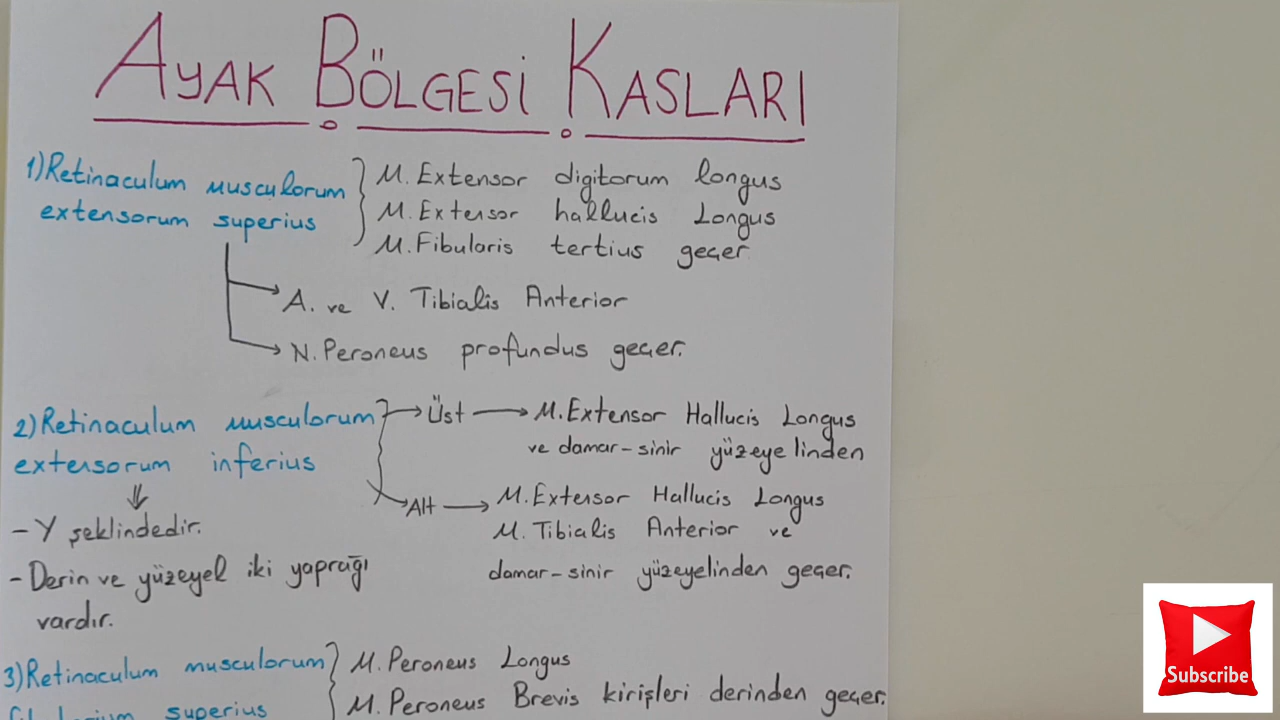 AYAK BÖLGESİ KASLARI
1) Retinaculum musculorum
extensorum superius
M. Extensor digitorum longus
M. Extensor hallucis Longus
M. Fibularis tertius geçer
A. ve V. Tibialis Anterior
N. Peroneus profundus geçer.
2) Retinaculum musculorum
extensorum inferius
Üst → M. Extensor Hallucis Longus
ve damar-sinir yüzeyelinden
Alt → M. Extensor Hallucis Longus
M. Tibialis Anterior ve
damar-sinir yüzeyelinden geçer.
- Y şeklindedir.
- Derin ve yüzeyel iki yaprağı
vardır.
3) Retinaculum musculorum
superius
M. Peroneus Longus
M. Peroneus Brevis kirişleri derinden geçer.
Subscribe